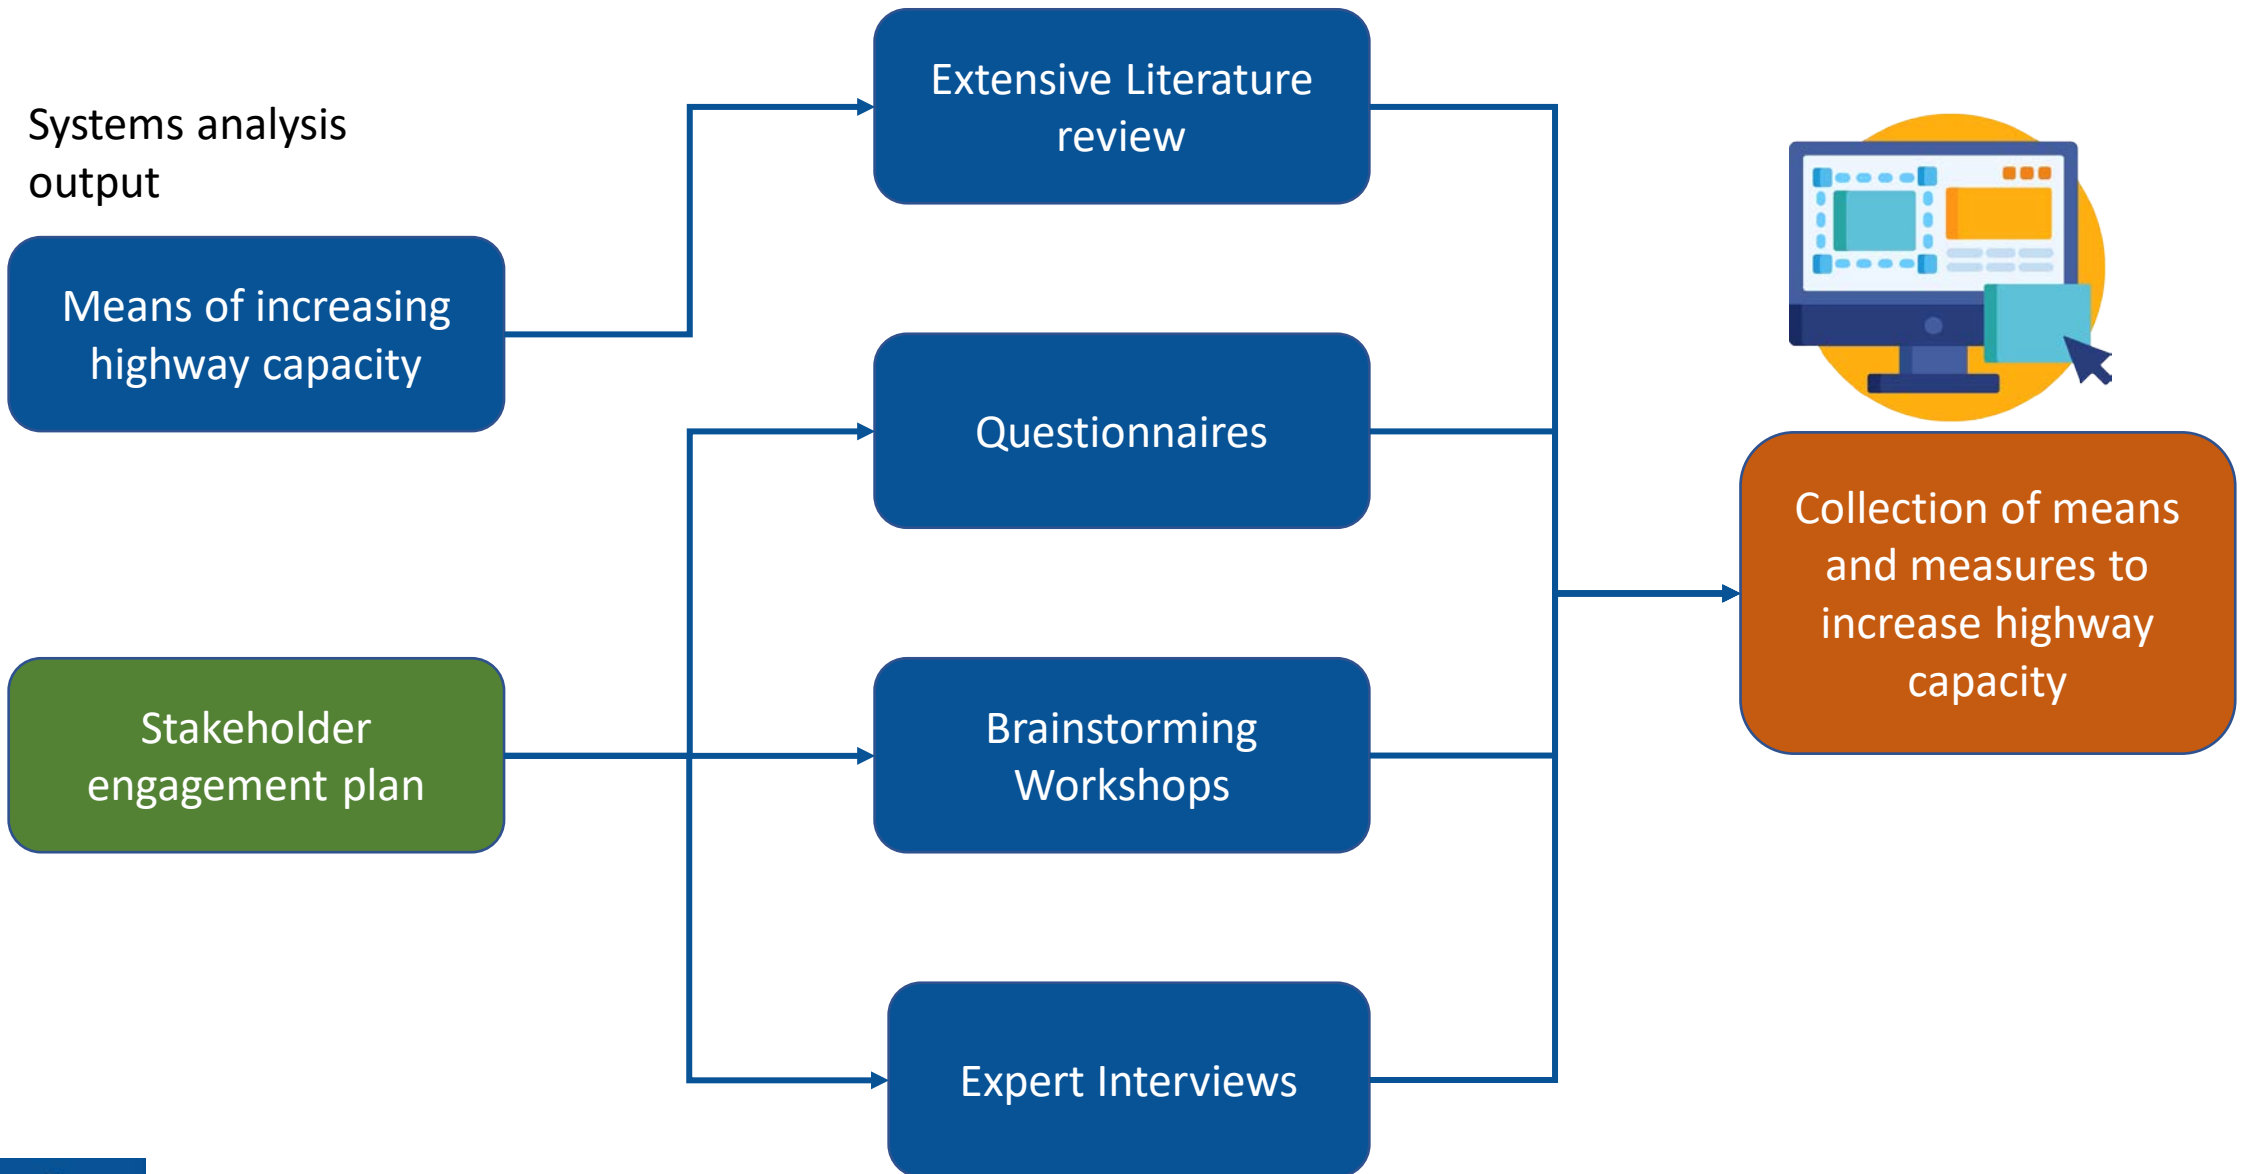 Systems analysis
output
Means of increasing
highway capacity
Stakeholder
engagement plan
Extensive Literature
review
Questionnaires
Brainstorming
Workshops
Expert Interviews
Collection of means
and measures to
increase highway
capacity